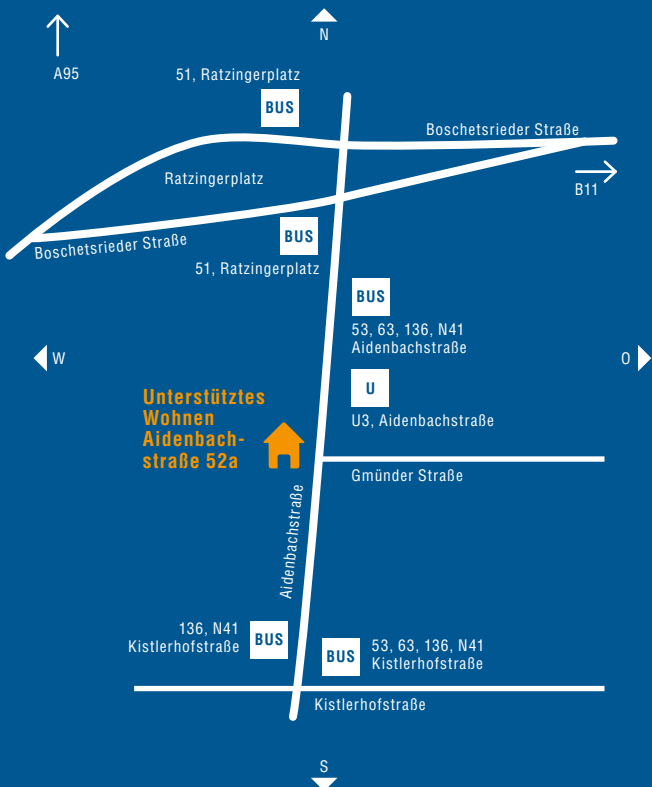 N
A95
51, Ratzingerplatz
BUS
Boschetsrieder Straße
Ratzingerplatz
B11
BUS
Boschetsrieder Straße
51, Ratzingerplatz
BUS
53, 63, 136, N41
Aidenbachstraße
W
O
U
U3, Aidenbachstraße
Unterstütztes
Wohnen
Aidenbach-
straße 52a
Gmünder Straße
Aidenbachstraße
136, N41
Kistlerhofstraße
BUS
BUS
53, 63, 136, N41
Kistlerhofstraße
Kistlerhofstraße
S